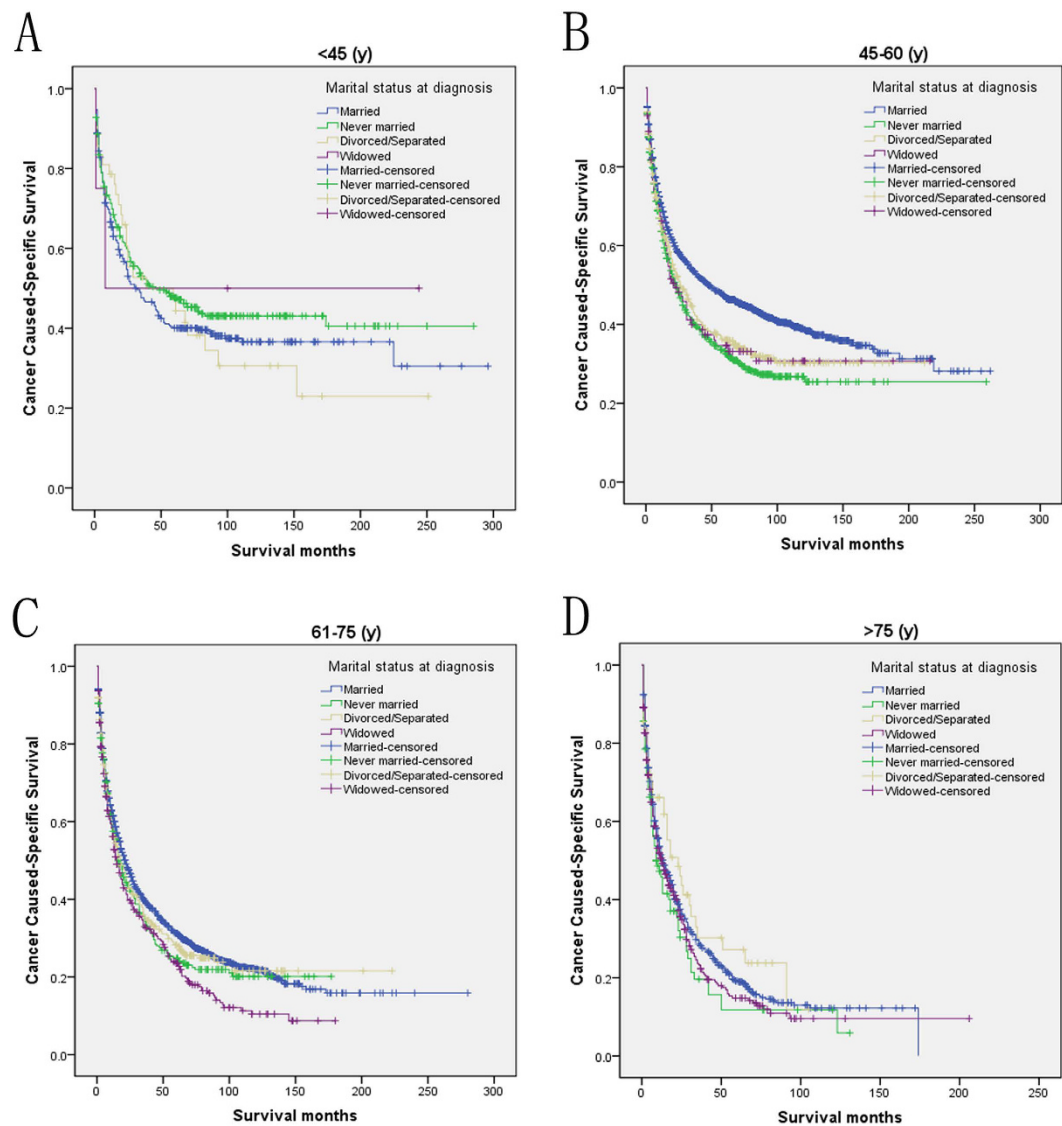 A
<45 (y)
Marital status at diagnosis
Married
Never married
Divorced/Separated
Widowed
Married-censored
Never married-censored
Divorced/Separated-censored
Widowed-censored
Cancer Caused-Specific Survival
1.0
0.8
0.6
0.4
0.2
0.0
0 50 100 150 200 250 300
Survival months
B
45-60 (y)
Marital status at diagnosis
Married
Never married
Divorced/Separated
Widowed
Married-censored
Never married-censored
Divorced/Separated-censored
Widowed-censored
Cancer Caused-Specific Survival
1.0
0.8
0.6
0.4
0.2
0.0
0 50 100 150 200 250 300
Survival months
C
61-75 (y)
Marital status at diagnosis
Married
Never married
Divorced/Separated
Widowed
Married-censored
Never married-censored
Divorced/Separated-censored
Widowed-censored
Cancer Caused-Specific Survival
1.0
0.8
0.6
0.4
0.2
0.0
0 50 100 150 200 250 300
Survival months
D
>75 (y)
Marital status at diagnosis
Married
Never married
Divorced/Separated
Widowed
Married-censored
Never married-censored
Divorced/Separated-censored
Widowed-censored
Cancer Caused-Specific Survival
1.0
0.8
0.6
0.4
0.2
0.0
0 50 100 150 200 250
Survival months